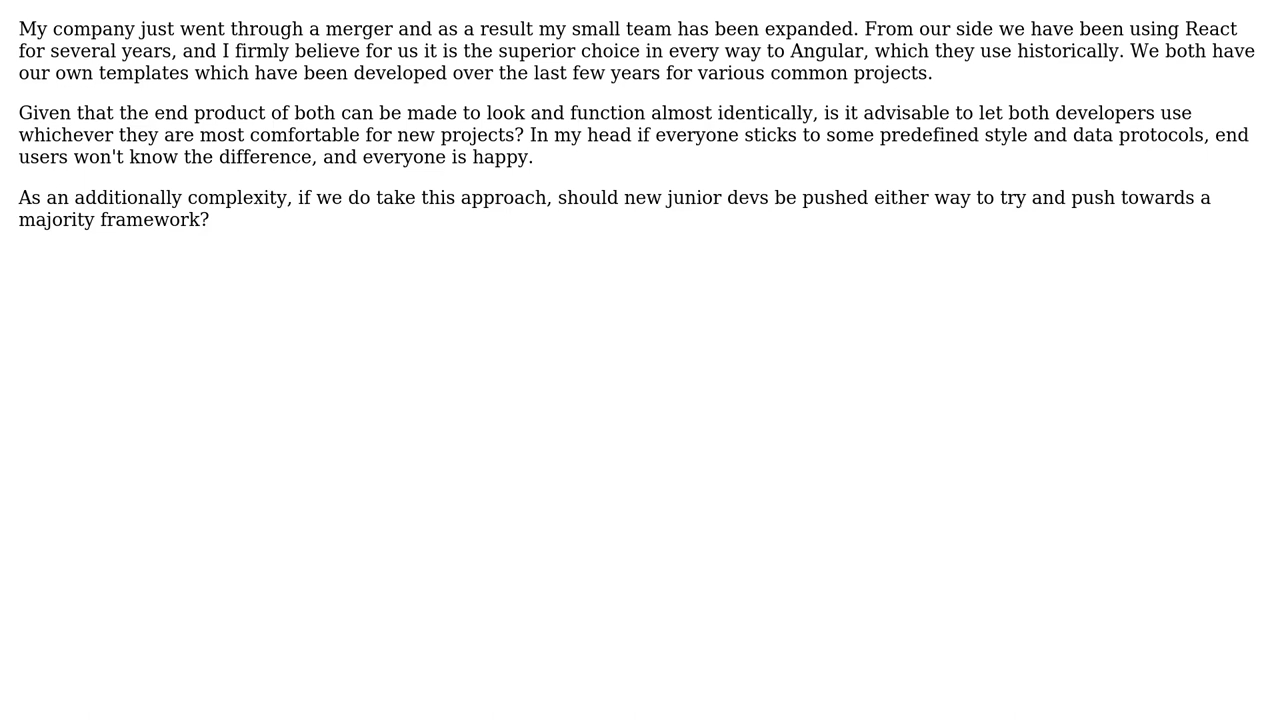 My company just went through a merger and as a result my small team has been expanded. From our side we have been using React
for several years, and I firmly believe for us it is the superior choice in every way to Angular, which they use historically. We both have
our own templates which have been developed over the last few years for various common projects.
Given that the end product of both can be made to look and function almost identically, is it advisable to let both developers use
whichever they are most comfortable for new projects? In my head if everyone sticks to some predefined style and data protocols, end
users won't know the difference, and everyone is happy.
As an additionally complexity, if we do take this approach, should new junior devs be pushed either way to try and push towards a
majority framework?